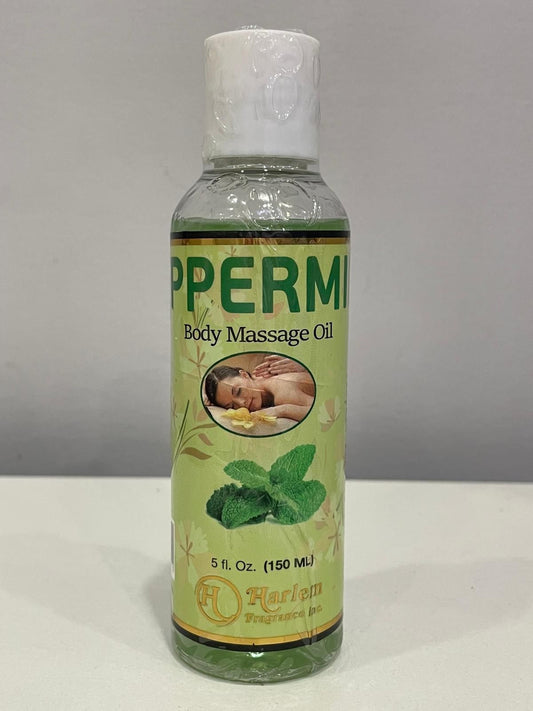 PPERMI
Body Massage Oil
5 fl. Oz. (150 ML)
H Harlem
Fragrance Inc.